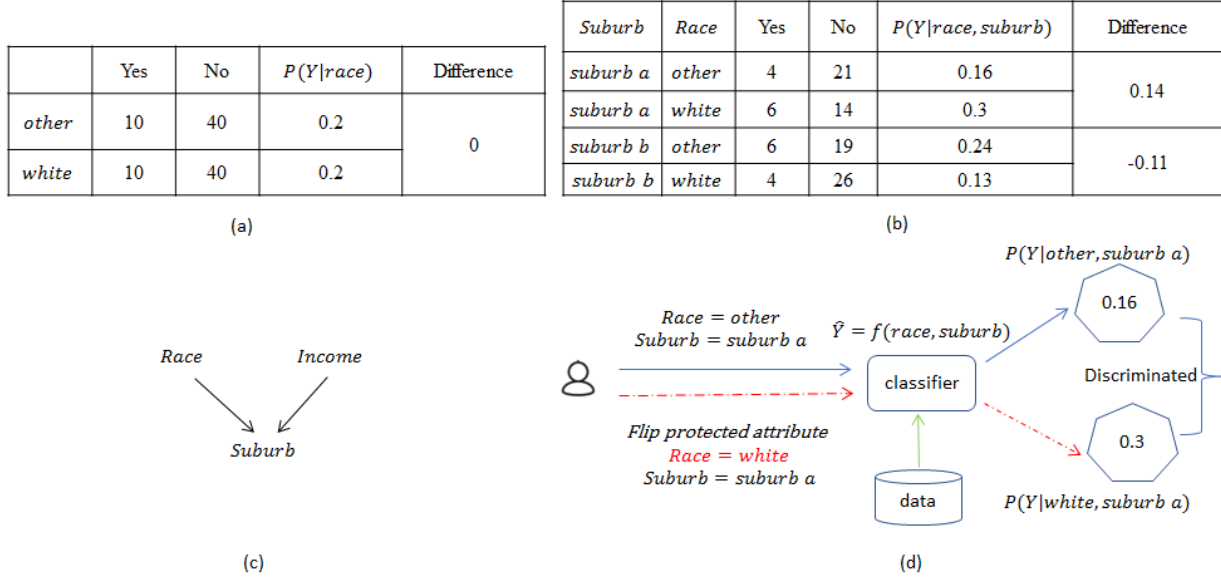 Yes No P(Y|race) Difference
other 10 40 0.2 0
white 10 40 0.2
(a)
Suburb Race Yes No P(Y|race, suburb) Difference
suburb a other 4 21 0.16 0.14
suburb a white 6 14 0.3
suburb b other 6 19 0.24 -0.11
suburb b white 4 26 0.13
(b)
Race Income
Suburb
(c)
Race = other
Suburb = suburb a
Ŷ = f(race, suburb)
classifier
P(Y|other, suburb a)
0.16
Discriminated
Flip protected attribute
Race = white
Suburb = suburb a
data
0.3
P(Y|white, suburb a)
(d)